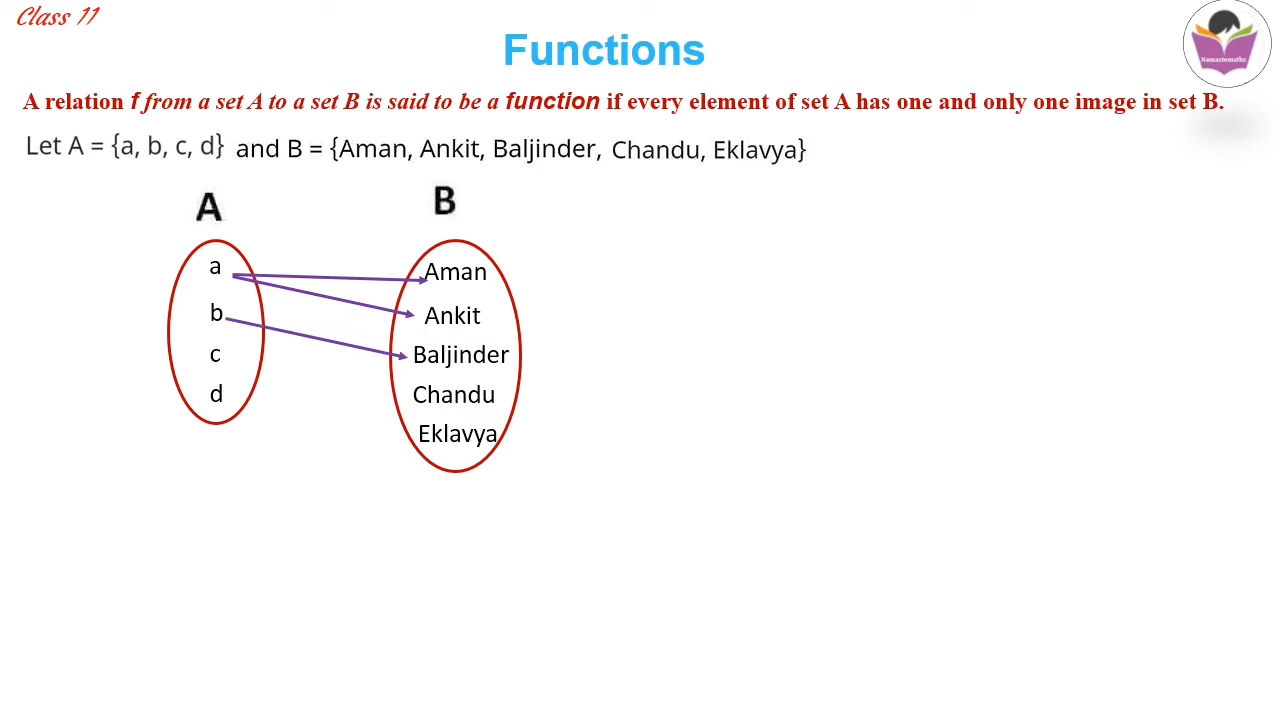 Class 11
Functions
Namastemaths
A relation f from a set A to a set B is said to be a function if every element of set A has one and only one image in set B.
Let A = {a, b, c, d} and B = {Aman, Ankit, Baljinder, Chandu, Eklavya}
A B
a Aman
b Ankit
c Baljinder
d Chandu
Eklavya